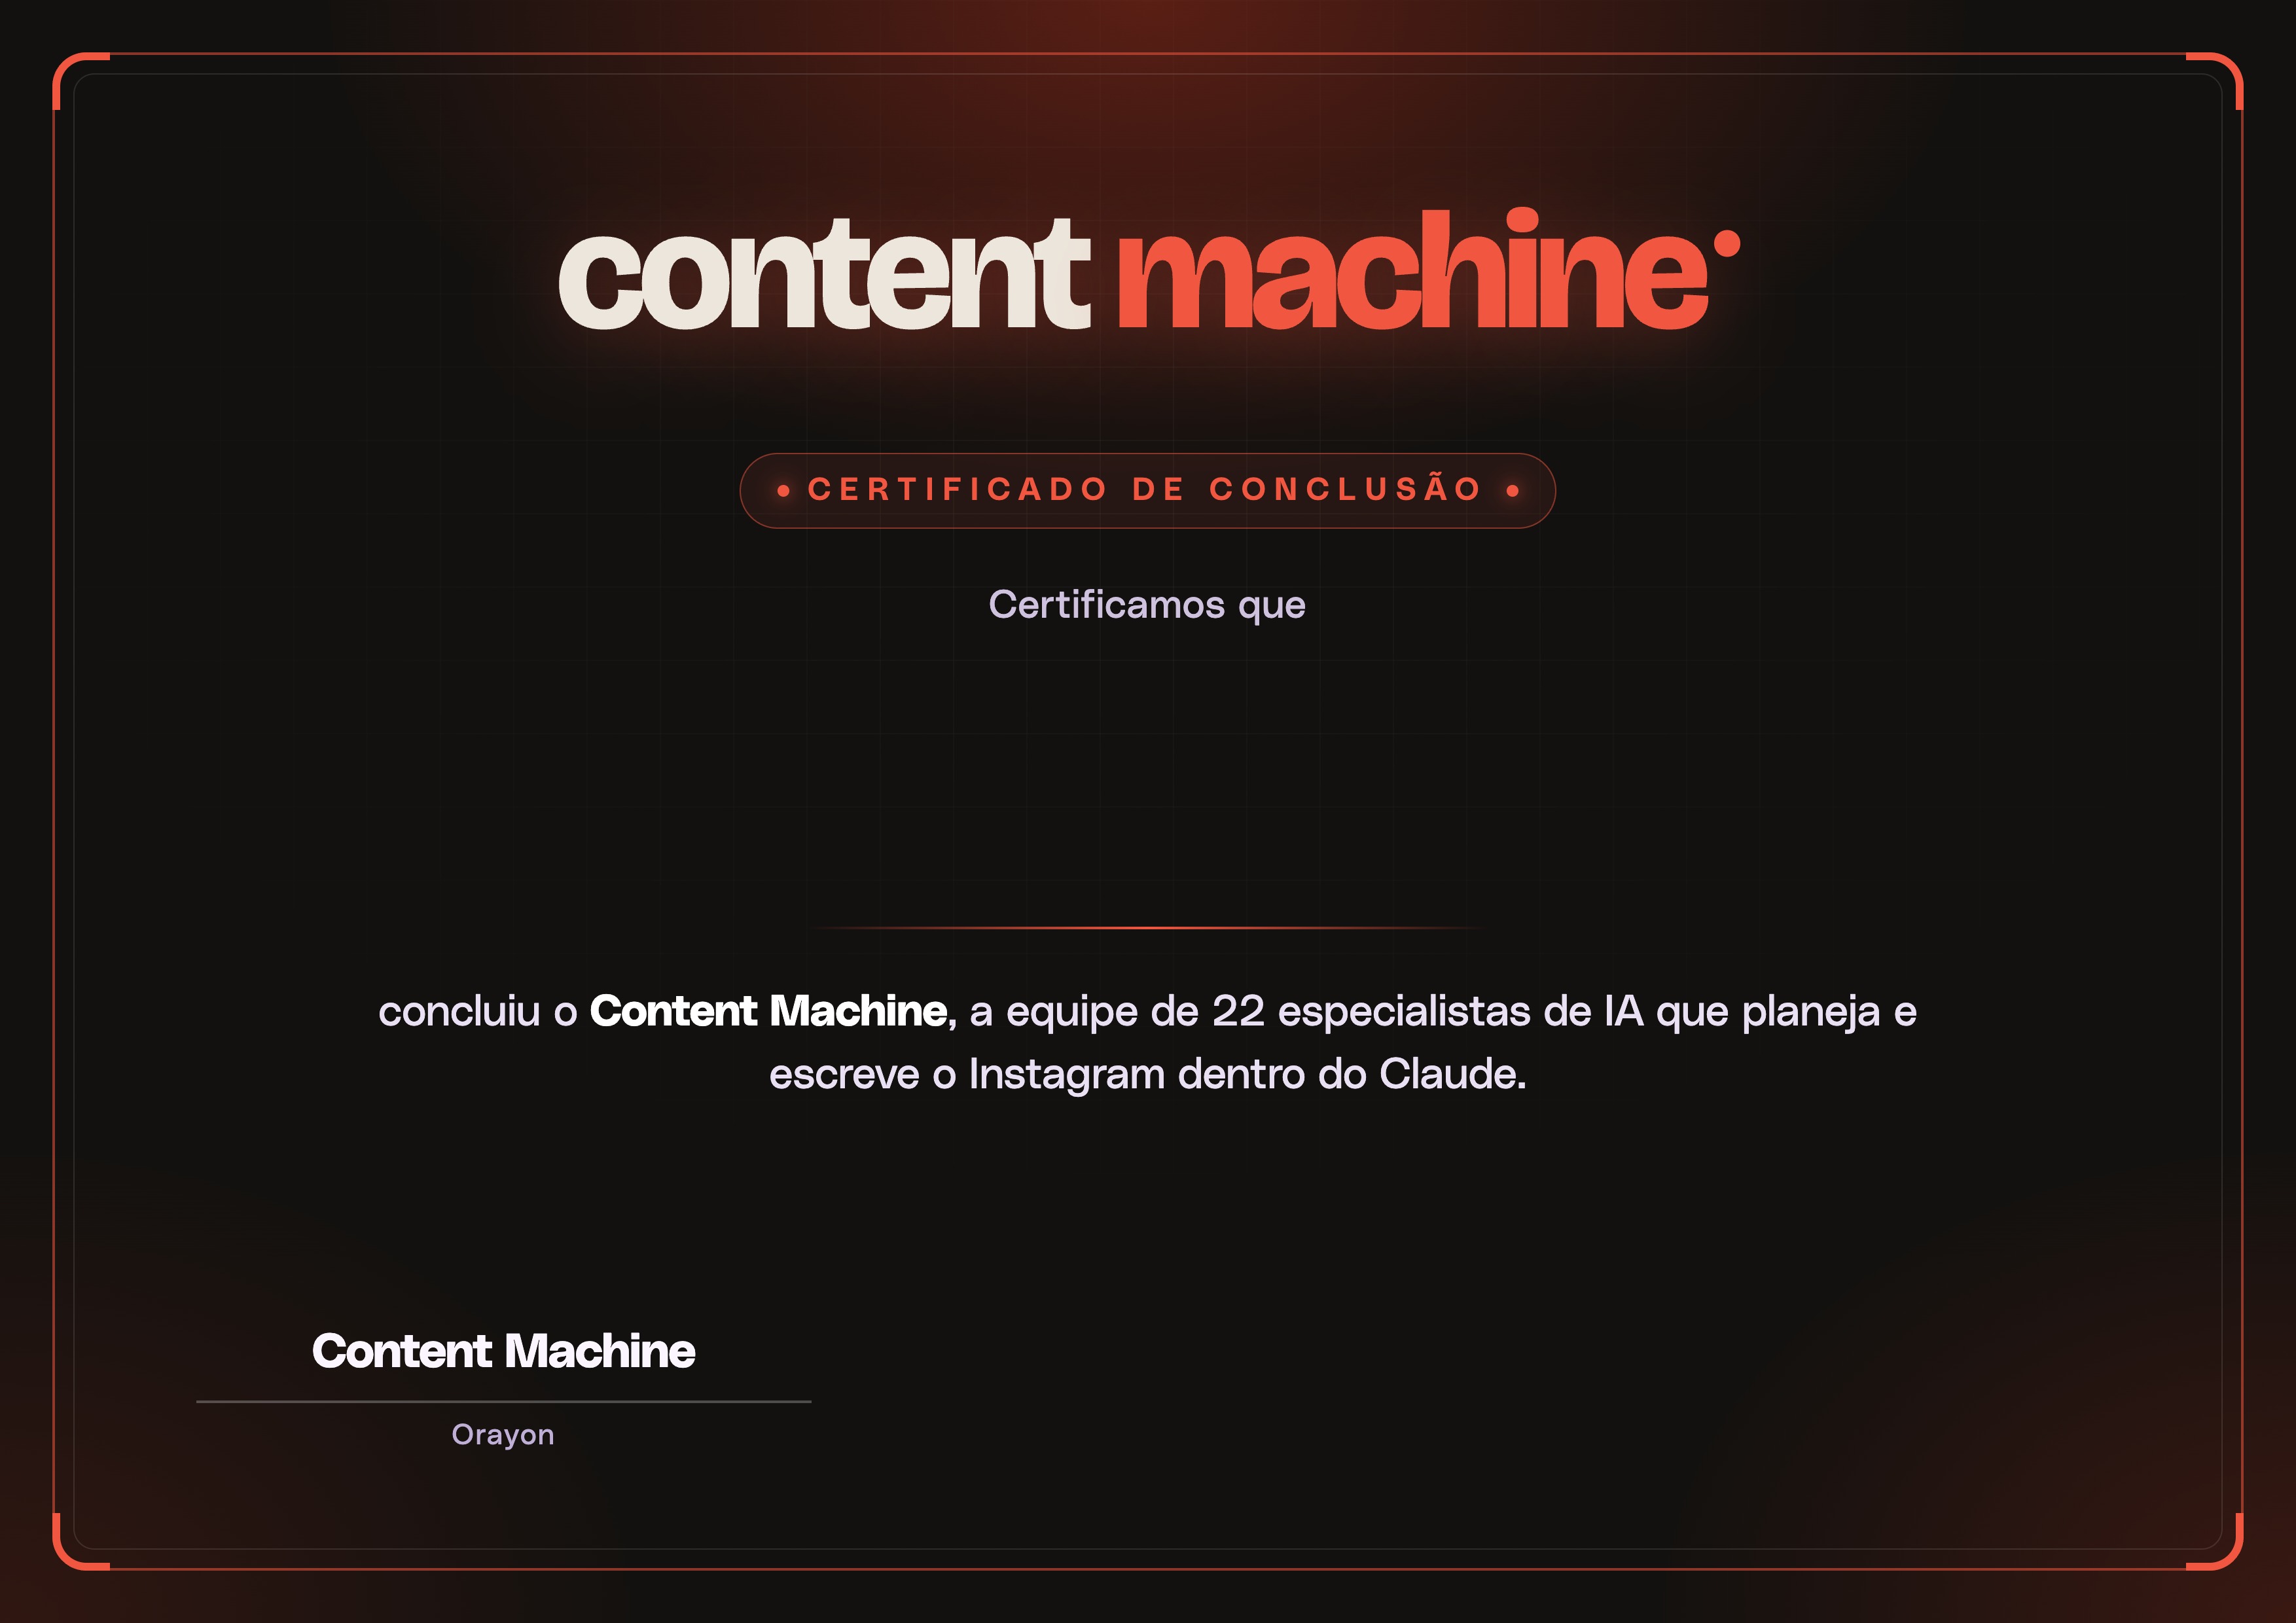 content machine
CERTIFICADO DE CONCLUSÃO
Certificamos que
concluiu o Content Machine, a equipe de 22 especialistas de IA que planeja e
escreve o Instagram dentro do Claude.
Content Machine
Orayon